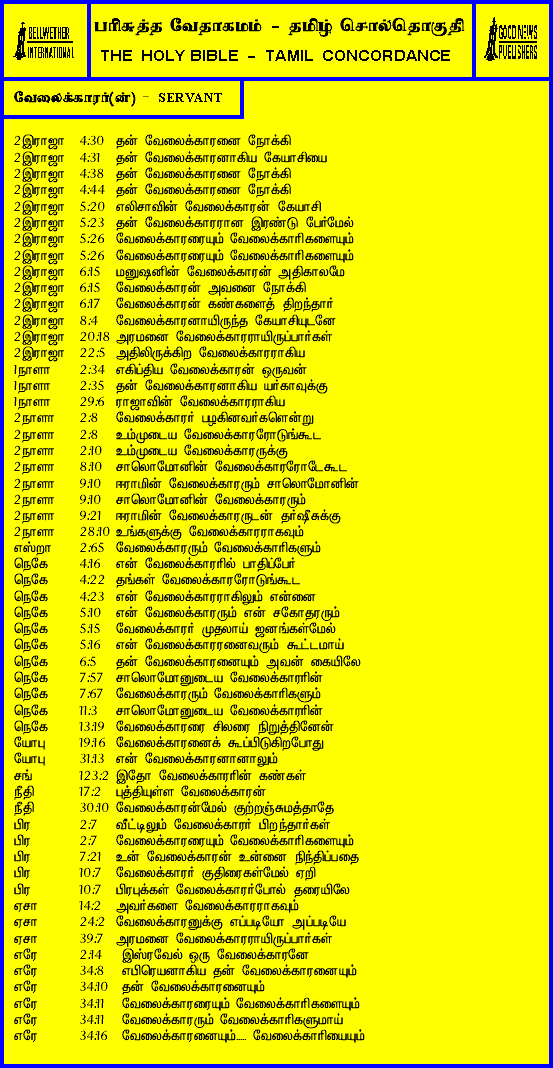 BELLWETHER
INTERNATIONAL
பரிசுத்த வேதாகமம் - தமிழ் சொல்தொகுதி
THE HOLY BIBLE - TAMIL CONCORDANCE
GOOD NEWS
PUBLISHERS
வேலைக்காரர்(ன்) - SERVANT
2இராஜா 4:30 தன் வேலைக்காரனை நோக்கி
2இராஜா 4:31 தன் வேலைக்காரனாகிய கேயாசியை
2இராஜா 4:38 தன் வேலைக்காரனை நோக்கி
2இராஜா 4:44 தன் வேலைக்காரனை நோக்கி
2இராஜா 5:20 எலிசாவின் வேலைக்காரன் கேயாசி
2இராஜா 5:23 தன் வேலைக்காரரான இரண்டு பேர்மேல்
2இராஜா 5:26 வேலைக்காரரையும் வேலைக்காரிகளையும்
2இராஜா 5:26 வேலைக்காரரையும் வேலைக்காரிகளையும்
2இராஜா 6:15 மனுஷனின் வேலைக்காரன் அதிகாலமே
2இராஜா 6:15 வேலைக்காரன் அவனை நோக்கி
2இராஜா 6:17 வேலைக்காரன் கண்களைத் திறந்தார்
2இராஜா 8:4 வேலைக்காரனாயிருந்த கேயாசியுடனே
2இராஜா 20:18 அரமனை வேலைக்காரராயிருப்பார்கள்
2இராஜா 22:5 அதிலிருக்கிற வேலைக்காரராகிய
1நாளா 2:34 எகிப்திய வேலைக்காரன் ஒருவன்
1நாளா 2:35 தன் வேலைக்காரனாகிய யர்காவுக்கு
1நாளா 29:6 ராஜாவின் வேலைக்காரராகிய
2நாளா 2:8 வேலைக்காரர் பழகினவர்களென்று
2நாளா 2:8 உம்முடைய வேலைக்காரரோடுங்கூட
2நாளா 2:10 உம்முடைய வேலைக்காரருக்கு
2நாளா 8:10 சாலொமோனின் வேலைக்காரரோடேகூட
2நாளா 9:10 ஈராமின் வேலைக்காரரும் சாலொமோனின்
2நாளா 9:10 சாலொமோனின் வேலைக்காரரும்
2நாளா 9:21 ஈராமின் வேலைக்காரருடன் தர்ஷீசுக்கு
2நாளா 28:10 உங்களுக்கு வேலைக்காரராகவும்
எஸ்றா 2:65 வேலைக்காரரும் வேலைக்காரிகளும்
நெகே 4:16 என் வேலைக்காரரில் பாதிப்பேர்
நெகே 4:22 தங்கள் வேலைக்காரரோடுங்கூட
நெகே 4:23 என் வேலைக்காரராகிலும் என்னை
நெகே 5:10 என் வேலைக்காரரும் என் சகோதரரும்
நெகே 5:15 வேலைக்காரர் முதலாய் ஜனங்கள்மேல்
நெகே 5:16 என் வேலைக்காரரனைவரும் கூட்டமாய்
நெகே 6:5 தன் வேலைக்காரனையும் அவன் கையிலே
நெகே 7:57 சாலொமோனுடைய வேலைக்காரரின்
நெகே 7:67 வேலைக்காரரும் வேலைக்காரிகளும்
நெகே 11:3 சாலொமோனுடைய வேலைக்காரரின்
நெகே 13:19 வேலைக்காரரை சிலரை நிறுத்தினேன்
யோபு 19:16 வேலைக்காரனைக் கூப்பிடுகிறபோது
யோபு 31:13 என் வேலைக்காரனானாலும்
சங் 123:2 இதோ வேலைக்காரரின் கண்கள்
நீதி 17:2 புத்தியுள்ள வேலைக்காரன்
நீதி 30:10 வேலைக்காரன்மேல் குற்றஞ்சுமத்தாதே
பிர 2:7 வீட்டிலும் வேலைக்காரர் பிறந்தார்கள்
பிர 2:7 வேலைக்காரரையும் வேலைக்காரிகளையும்
பிர 7:21 உன் வேலைக்காரன் உன்னை நிந்திப்பதை
பிர 10:7 வேலைக்காரர் குதிரைகள்மேல் ஏறி
பிர 10:7 பிரபுக்கள் வேலைக்காரர்போல் தரையிலே
ஏசா 14:2 அவர்களை வேலைக்காரராகவும்
ஏசா 24:2 வேலைக்காரனுக்கு எப்படியோ அப்படியே
ஏசா 39:7 அரமனை வேலைக்காரராயிருப்பார்கள்
எரே 2:14 இஸ்ரவேல் ஒரு வேலைக்காரனே
எரே 34:8 எபிரெயனாகிய தன் வேலைக்காரனையும்
எரே 34:10 தன் வேலைக்காரனையும்
எரே 34:11 வேலைக்காரரையும் வேலைக்காரிகளையும்
எரே 34:11 வேலைக்காரரும் வேலைக்காரிகளுமாய்
எரே 34:16 வேலைக்காரனையும்..... வேலைக்காரியையும்